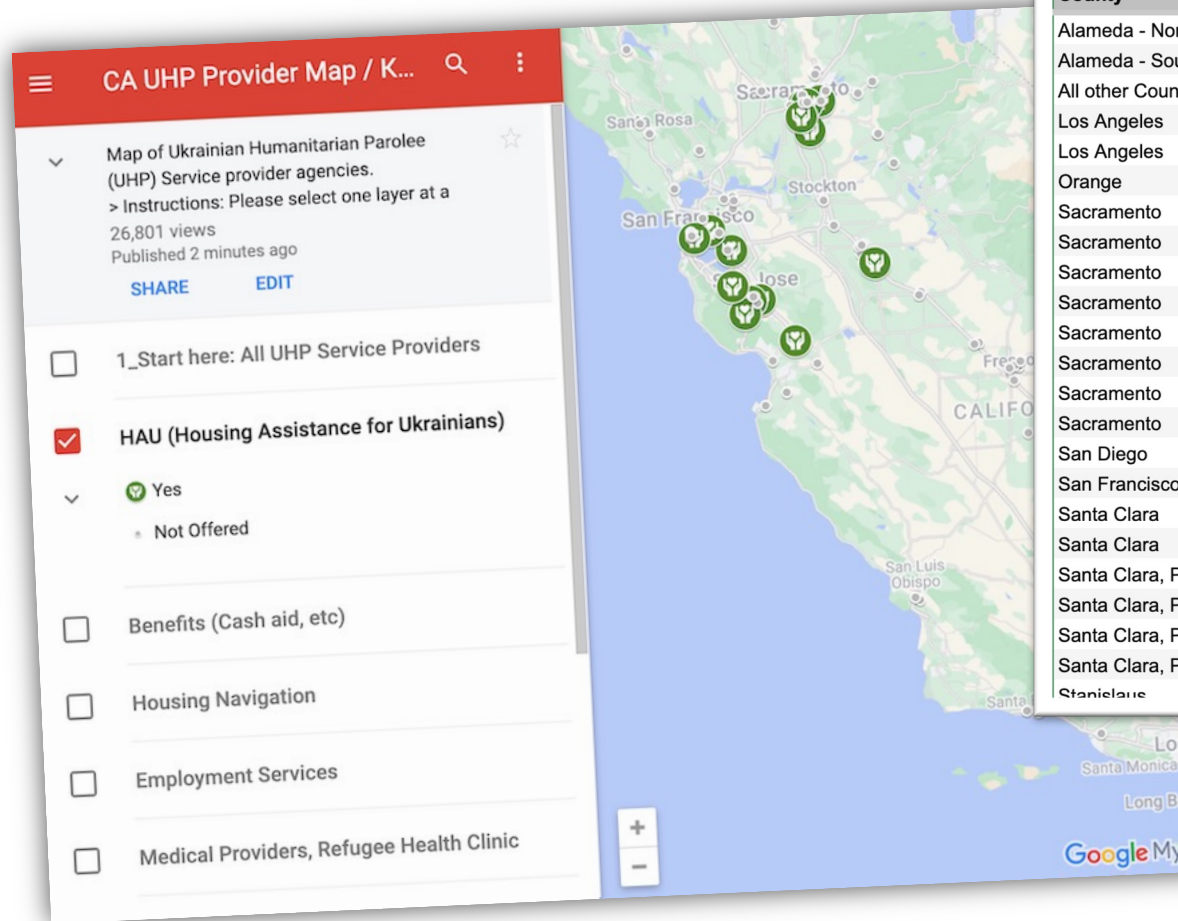 CA UHP Provider Map / K...
Map of Ukrainian Humanitarian Parolee
(UHP) Service provider agencies.
> Instructions: Please select one layer at a
26,801 views
Published 2 minutes ago
SHARE
EDIT
1_Start here: All UHP Service Providers
HAU (Housing Assistance for Ukrainians)
Yes
Not Offered
Benefits (Cash aid, etc)
Housing Navigation
Employment Services
Medical Providers, Refugee Health Clinic
Sacramento
Santa Rosa
Stockton
San Francisco
Jose
Fresno
CALIFO
San Luis
Obispo
Santa
Lo
Santa Monica
Long B
+
−
Google My
County
Alameda - Nor
Alameda - Sou
All other Coun
Los Angeles
Los Angeles
Orange
Sacramento
Sacramento
Sacramento
Sacramento
Sacramento
Sacramento
Sacramento
Sacramento
San Diego
San Francisco
Santa Clara
Santa Clara
Santa Clara, F
Santa Clara, F
Santa Clara, F
Santa Clara, F
Stanislaus